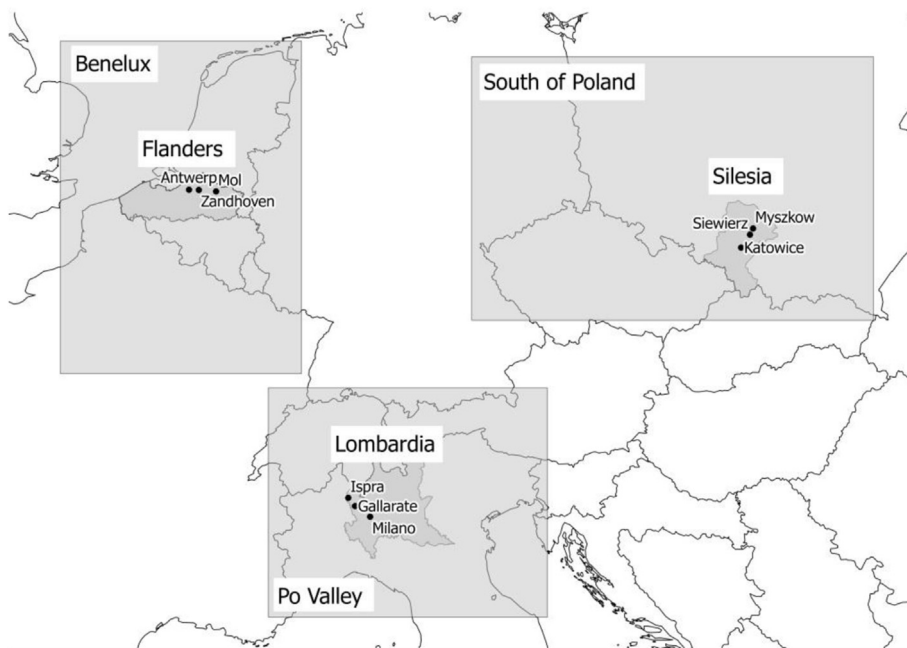 Benelux
South of Poland
Flanders
Antwerp
Mol
Zandhoven
Silesia
Myszkow
Siewierz
Katowice
Lombardia
Ispra
Gallarate
Milano
Po Valley